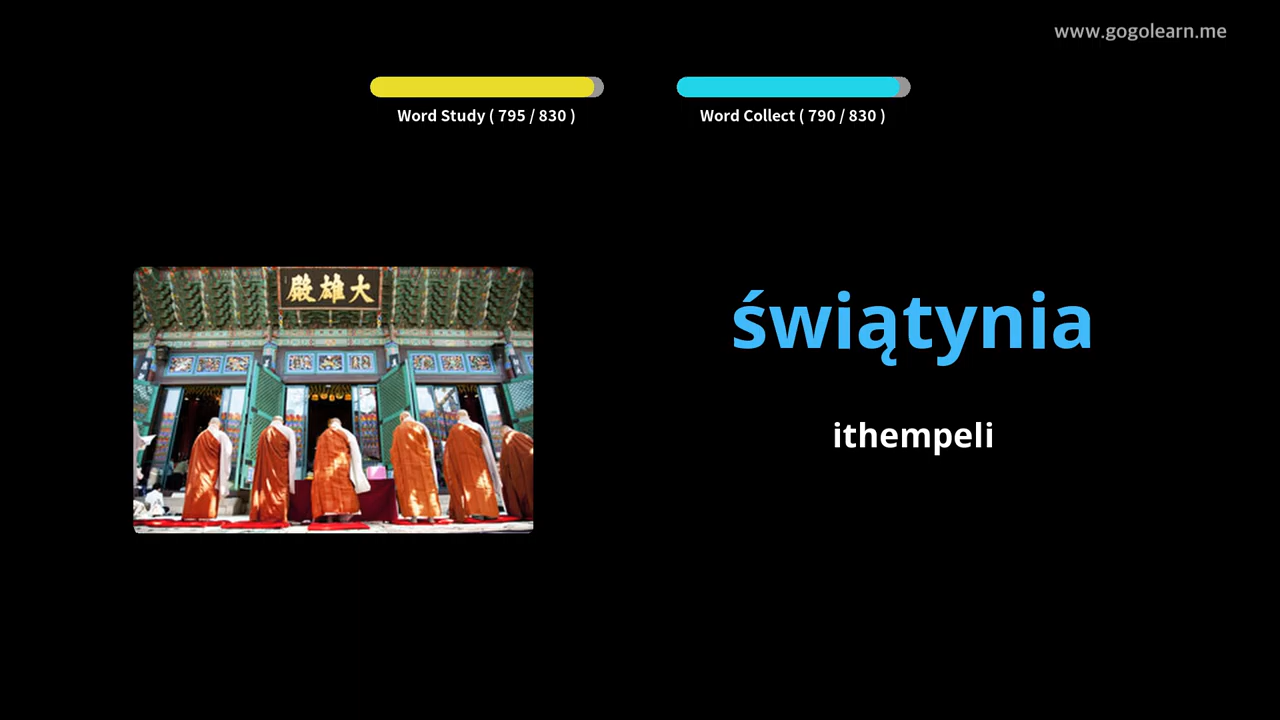 www.gogolearn.me
Word Study ( 795 / 830 )
Word Collect ( 790 / 830 )
殿雄大
świątynia
ithempeli